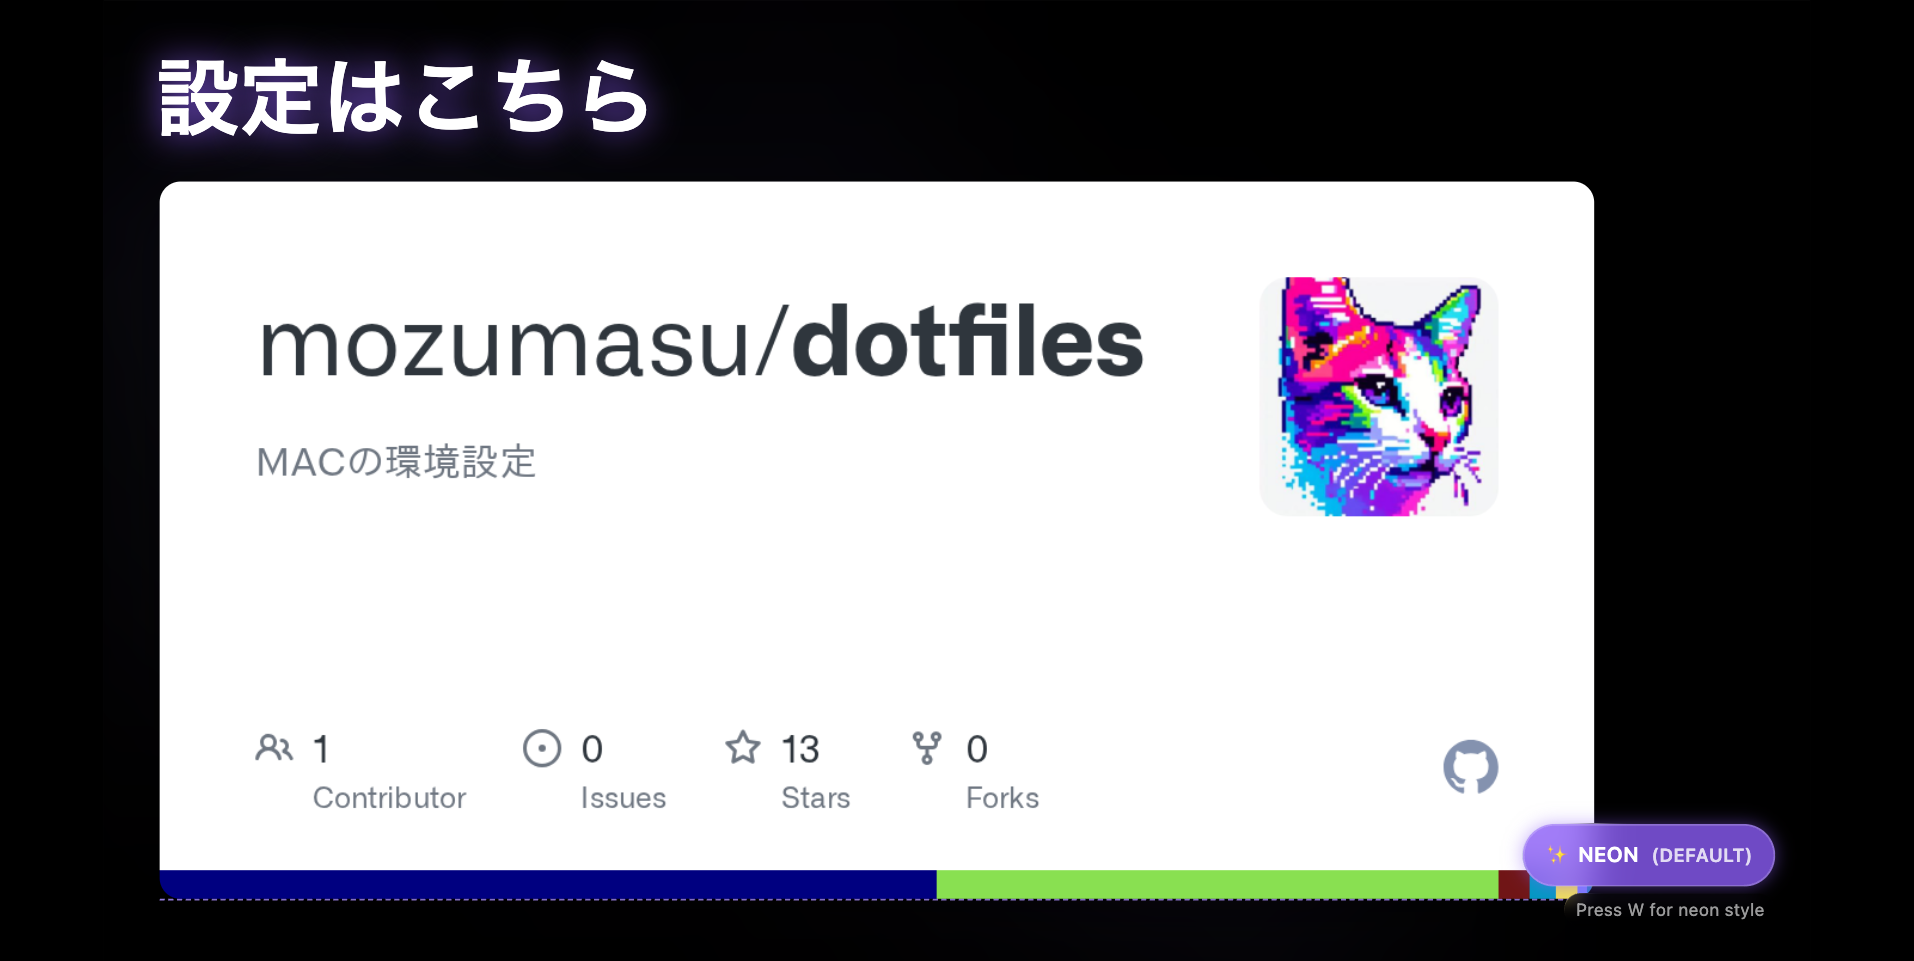 設定はこちら
mozumasu/dotfiles
MACの環境設定
1
Contributor
0
Issues
13
Stars
0
Forks
✨ NEON (DEFAULT)
Press W for neon style